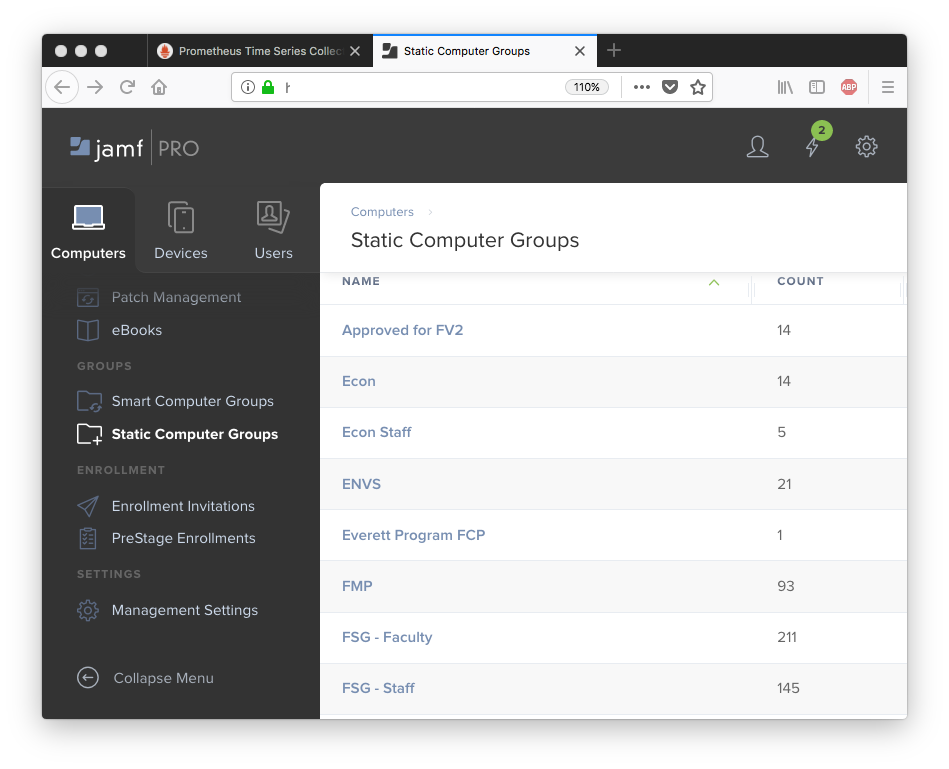 Prometheus Time Series Collec
Static Computer Groups
110%
ABP
jamf PRO
2
Computers
Devices
Users
Patch Management
eBooks
GROUPS
Smart Computer Groups
Static Computer Groups
ENROLLMENT
Enrollment Invitations
PreStage Enrollments
SETTINGS
Management Settings
Collapse Menu
Computers
Static Computer Groups
NAME COUNT
Approved for FV2 14
Econ 14
Econ Staff 5
ENVS 21
Everett Program FCP 1
FMP 93
FSG - Faculty 211
FSG - Staff 145